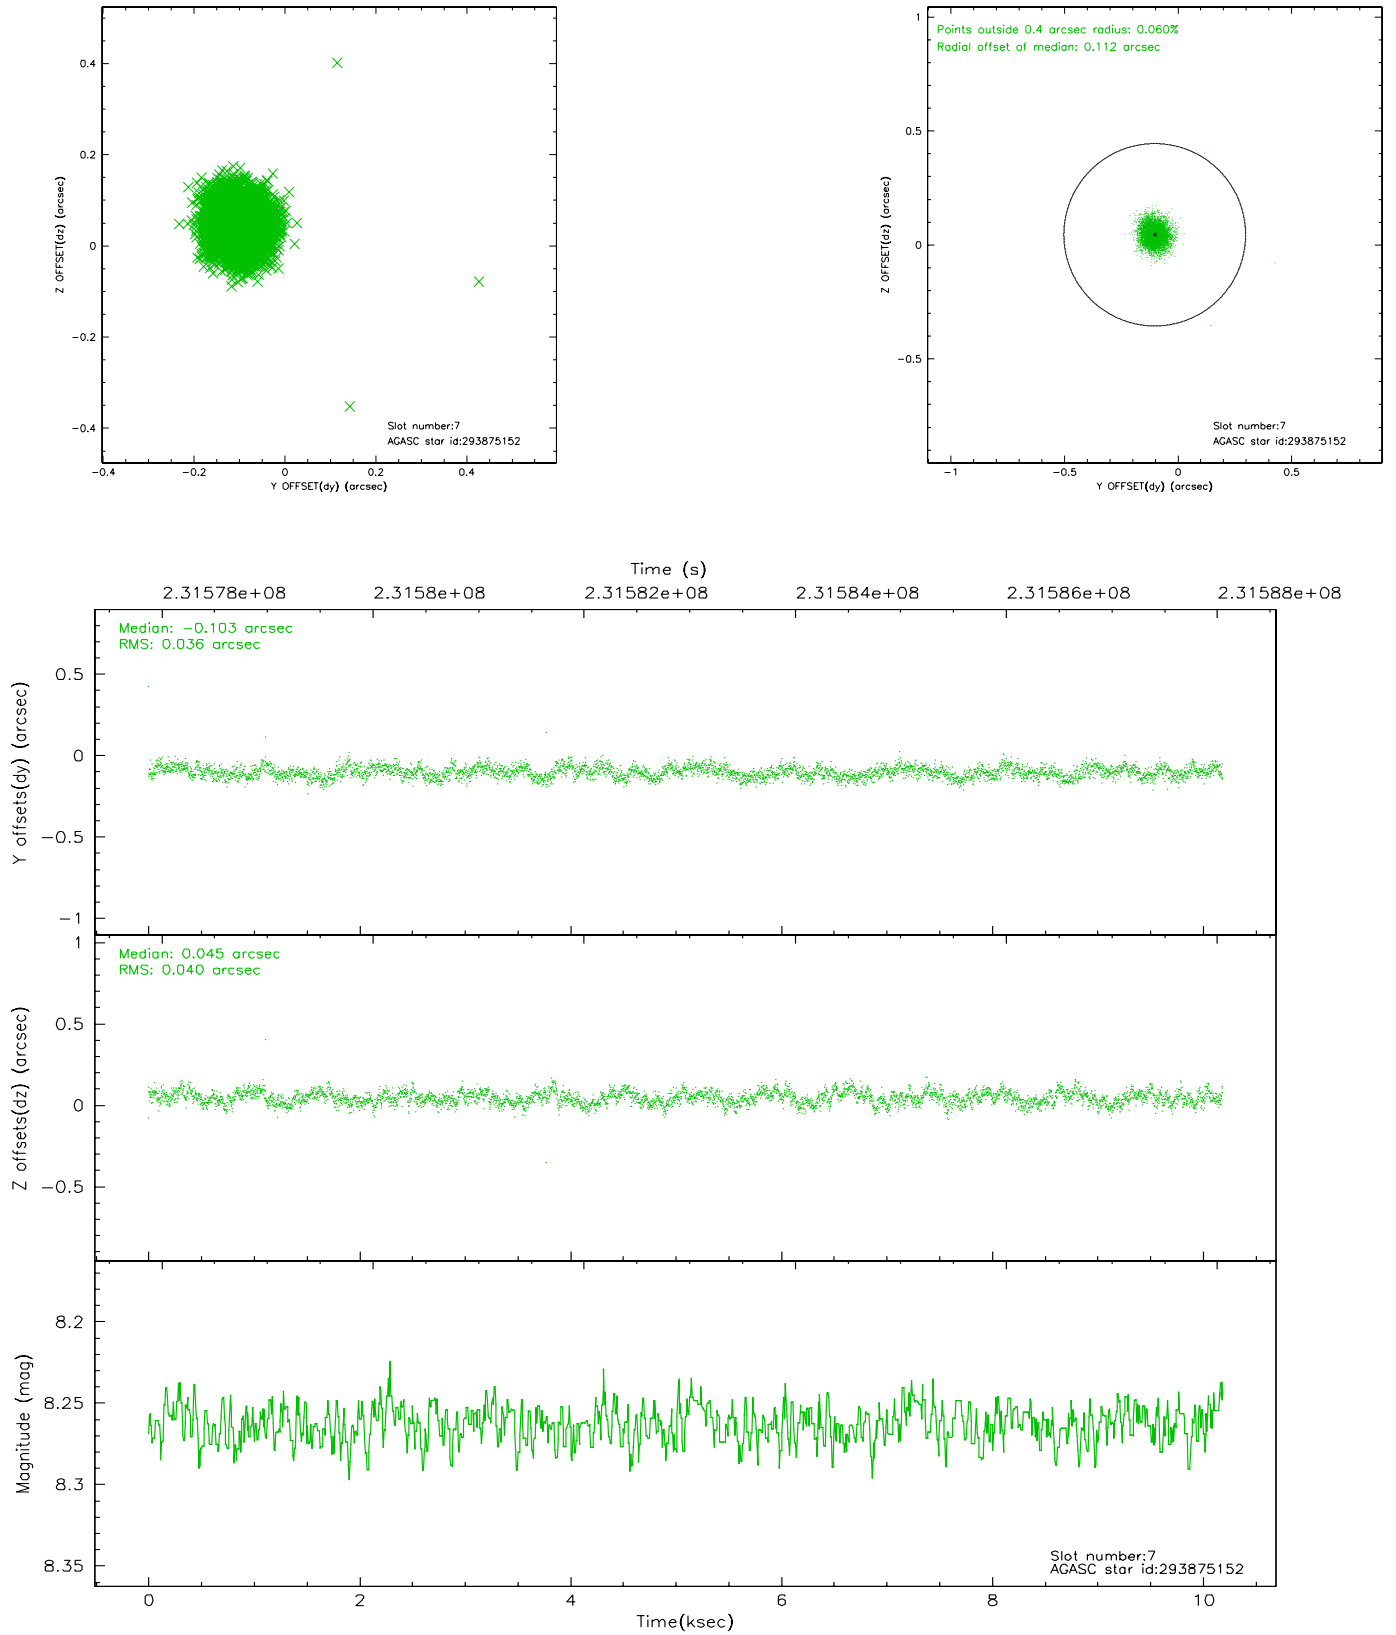 0.4
0.2
0
−0.2
−0.4
Z OFFSET(dz) (arcsec)
Slot number:7
AGASC star id:293875152
−0.4 −0.2 0 0.2 0.4
Y OFFSET(dy) (arcsec)
Points outside 0.4 arcsec radius: 0.060%
Radial offset of median: 0.112 arcsec
1
0.5
0
−0.5
Z OFFSET(dz) (arcsec)
Slot number:7
AGASC star id:293875152
−1 −0.5 0 0.5
Y OFFSET(dy) (arcsec)
Time (s)
2.31578e+08 2.3158e+08 2.31582e+08 2.31584e+08 2.31586e+08 2.31588e+08
Median: −0.103 arcsec
RMS: 0.036 arcsec
0.5
0
−0.5
−1
Y offsets(dy) (arcsec)
Median: 0.045 arcsec
RMS: 0.040 arcsec
1
0.5
0
−0.5
Z offsets(dz) (arcsec)
8.2
8.25
8.3
8.35
Magnitude (mag)
Slot number:7
AGASC star id:293875152
0 2 4 6 8 10
Time(ksec)